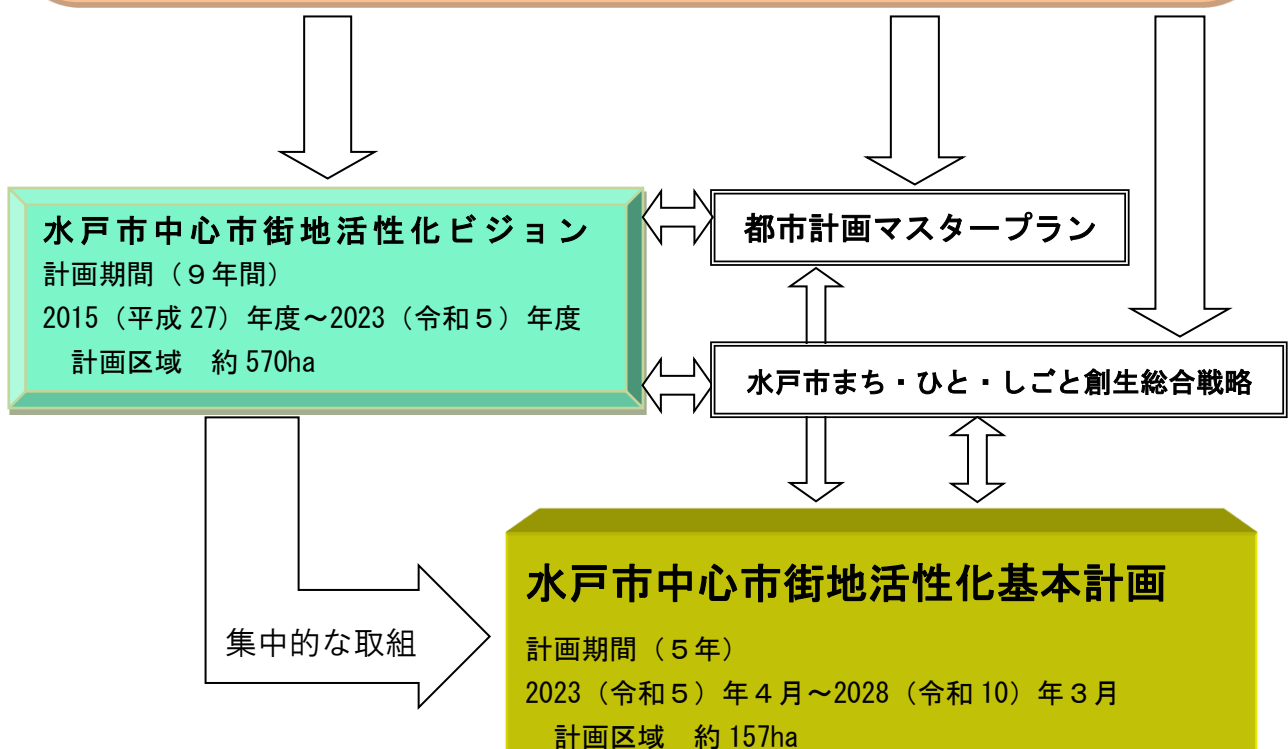 水戸市中心市街地活性化ビジョン
計画期間（９年間）
2015（平成 27）年度～2023（令和５）年度
計画区域　約 570ha
都市計画マスタープラン
水戸市まち・ひと・しごと創生総合戦略
集中的な取組
水戸市中心市街地活性化基本計画
計画期間（５年）
2023（令和５）年４月～2028（令和 10）年３月
計画区域　約 157ha